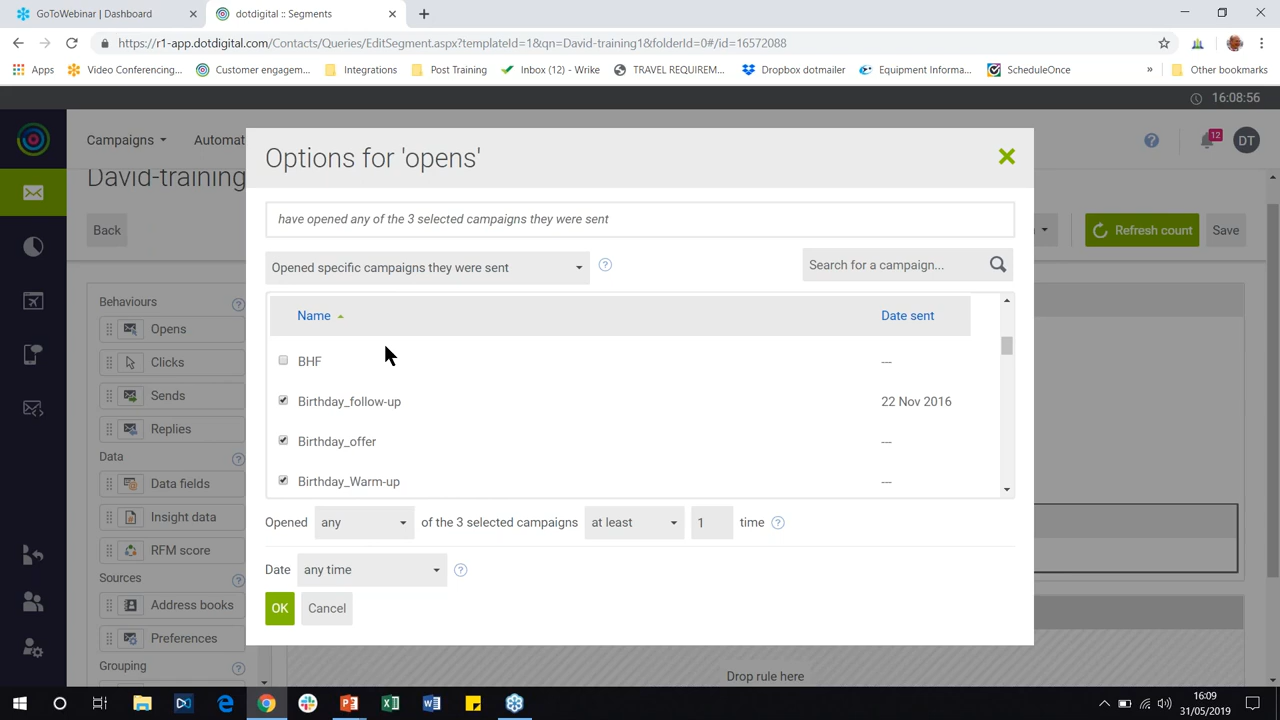 GoToWebinar | Dashboard
dotdigital :: Segments
https://r1-app.dotdigital.com/Contacts/Queries/EditSegment.aspx?templateId=1&qn=David-training1&folderId=0#/id=16572088
Apps
Video Conferencing...
Customer engagem...
Integrations
Post Training
Inbox (12) - Wrike
TRAVEL REQUIREM...
Dropbox dotmailer
Equipment Informa...
ScheduleOnce
»
Other bookmarks
16:08:56
Campaigns
Automat
12
DT
David-training
Options for 'opens'
Back
have opened any of the 3 selected campaigns they were sent
Refresh count
Save
Opened specific campaigns they were sent
?
Search for a campaign...
Behaviours
Opens
Clicks
Sends
Replies
Data
Data fields
Insight data
RFM score
Sources
Address books
Preferences
Grouping
Name
Date sent
BHF
---
Birthday_follow-up
22 Nov 2016
Birthday_offer
---
Birthday_Warm-up
---
Opened any of the 3 selected campaigns at least 1 time ?
Date any time ?
OK
Cancel
Drop rule here
16:09
31/05/2019